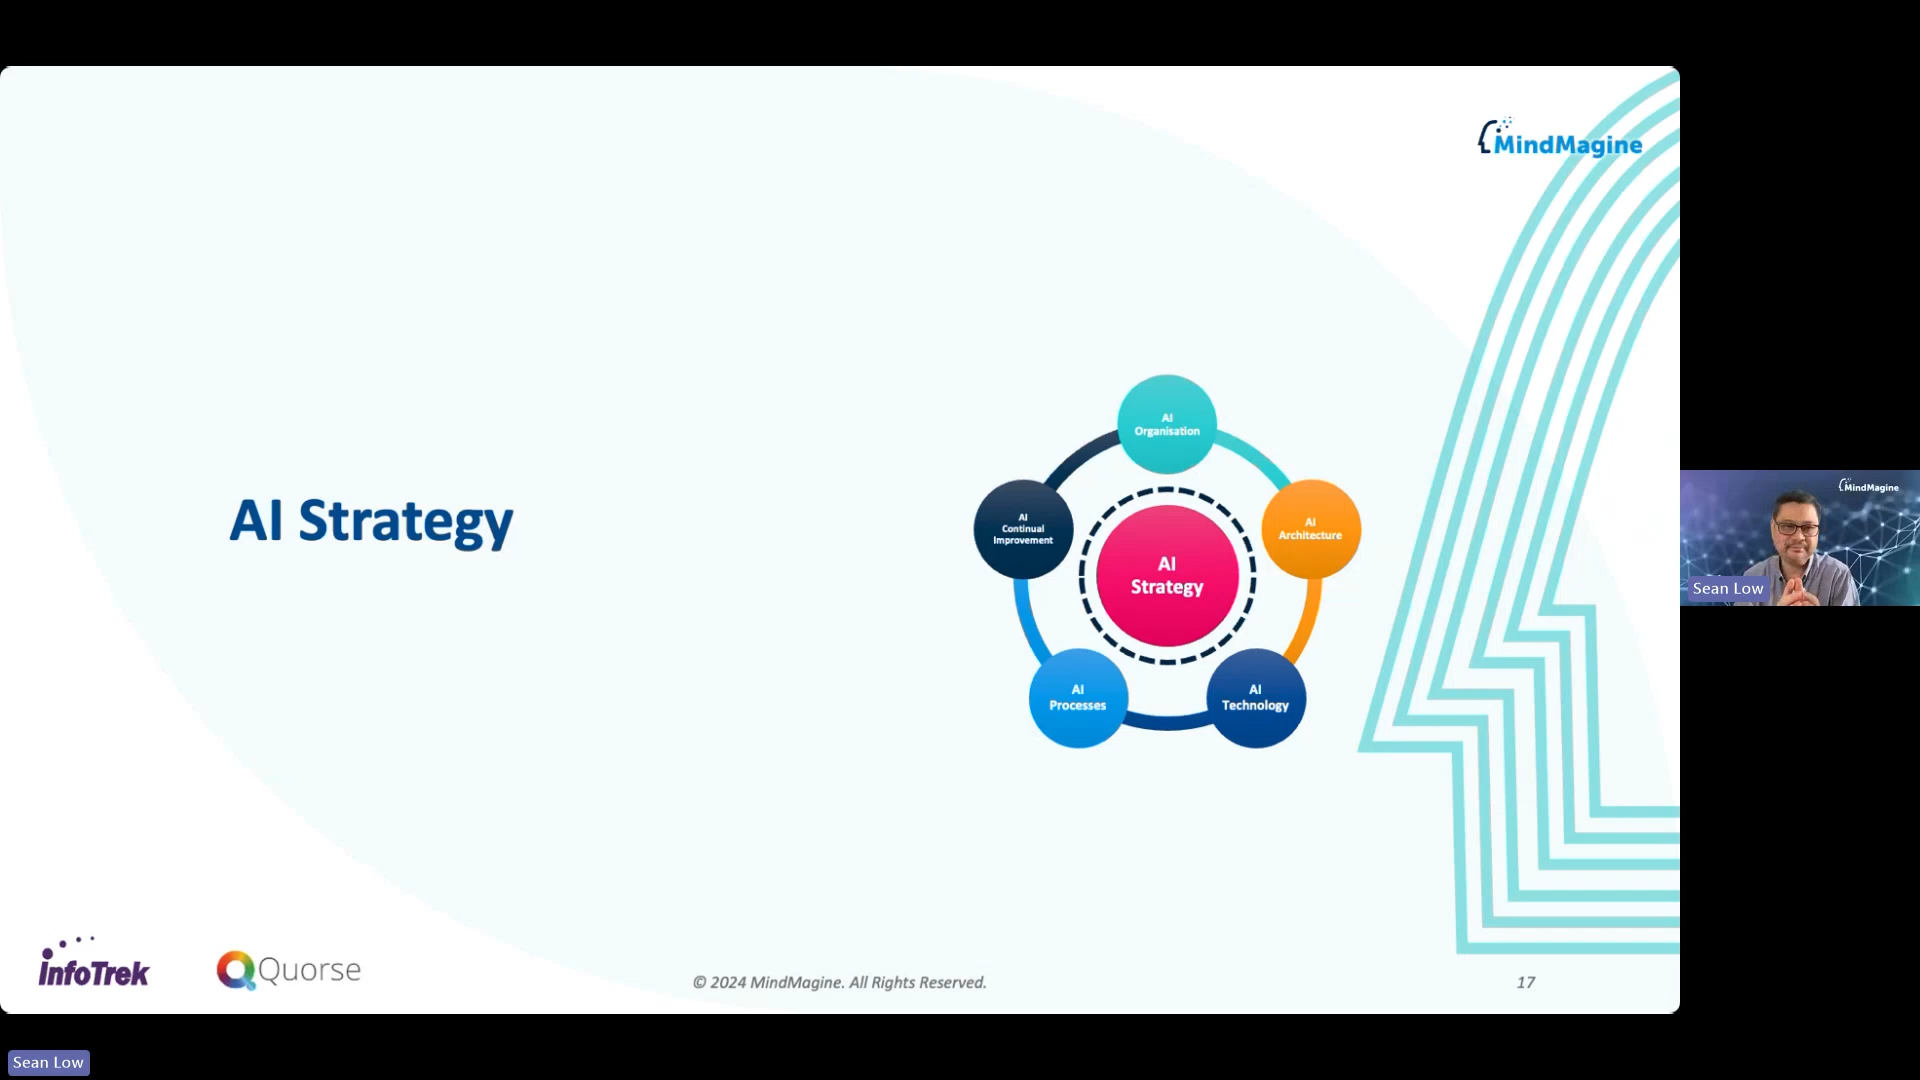 MindMagine
AI Strategy
AI
Organisation
AI
Architecture
AI
Technology
AI
Processes
AI
Continual
Improvement
AI
Strategy
InfoTrek
Quorse
© 2024 MindMagine. All Rights Reserved.
17
MindMagine
Sean Low
Sean Low